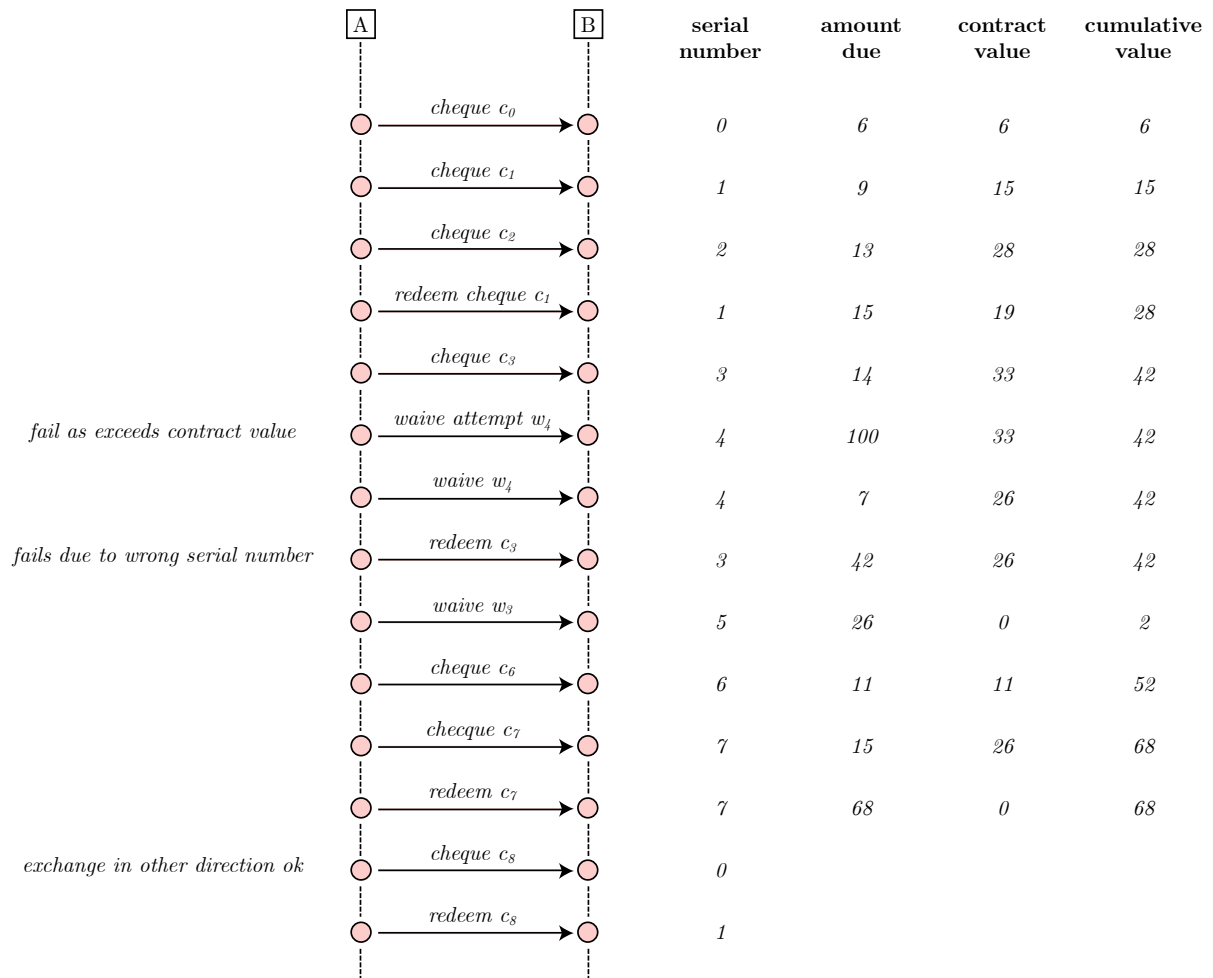 A B serial number amount due contract value cumulative value
cheque c0 0 6 6 6
cheque c1 1 9 15 15
cheque c2 2 13 28 28
redeem cheque c1 1 15 19 28
cheque c3 3 14 33 42
fail as exceeds contract value waive attempt w4 4 100 33 42
waive w4 4 7 26 42
fails due to wrong serial number redeem c3 3 42 26 42
waive w3 5 26 0 2
cheque c6 6 11 11 52
checque c7 7 15 26 68
redeem c7 7 68 0 68
exchange in other direction ok cheque c8 0
redeem c8 1